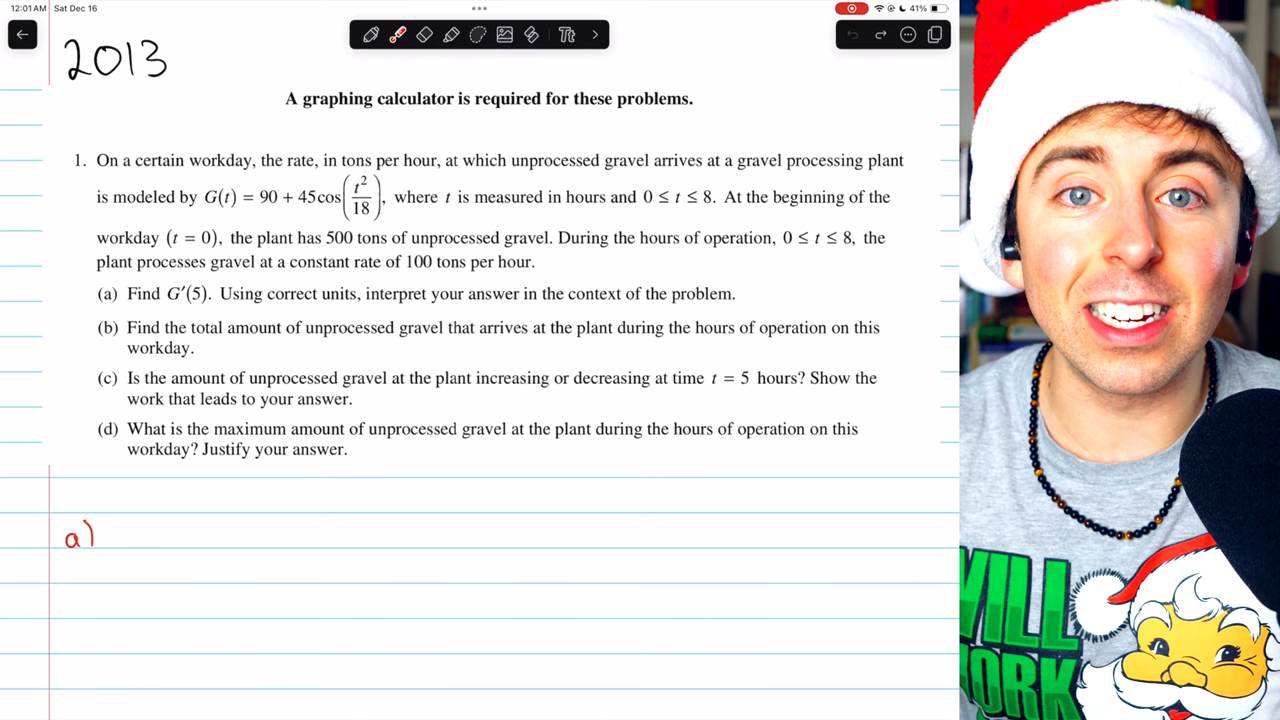 12:01AM Sat Dec 16
41%
2013
A graphing calculator is required for these problems.
1. On a certain workday, the rate, in tons per hour, at which unprocessed gravel arrives at a gravel processing plant
is modeled by G(t) = 90 + 45cos(t²/18), where t is measured in hours and 0 ≤ t ≤ 8. At the beginning of the
workday (t = 0), the plant has 500 tons of unprocessed gravel. During the hours of operation, 0 ≤ t ≤ 8, the
plant processes gravel at a constant rate of 100 tons per hour.
(a) Find G′(5). Using correct units, interpret your answer in the context of the problem.
(b) Find the total amount of unprocessed gravel that arrives at the plant during the hours of operation on this
workday.
(c) Is the amount of unprocessed gravel at the plant increasing or decreasing at time t = 5 hours? Show the
work that leads to your answer.
(d) What is the maximum amount of unprocessed gravel at the plant during the hours of operation on this
workday? Justify your answer.
a)